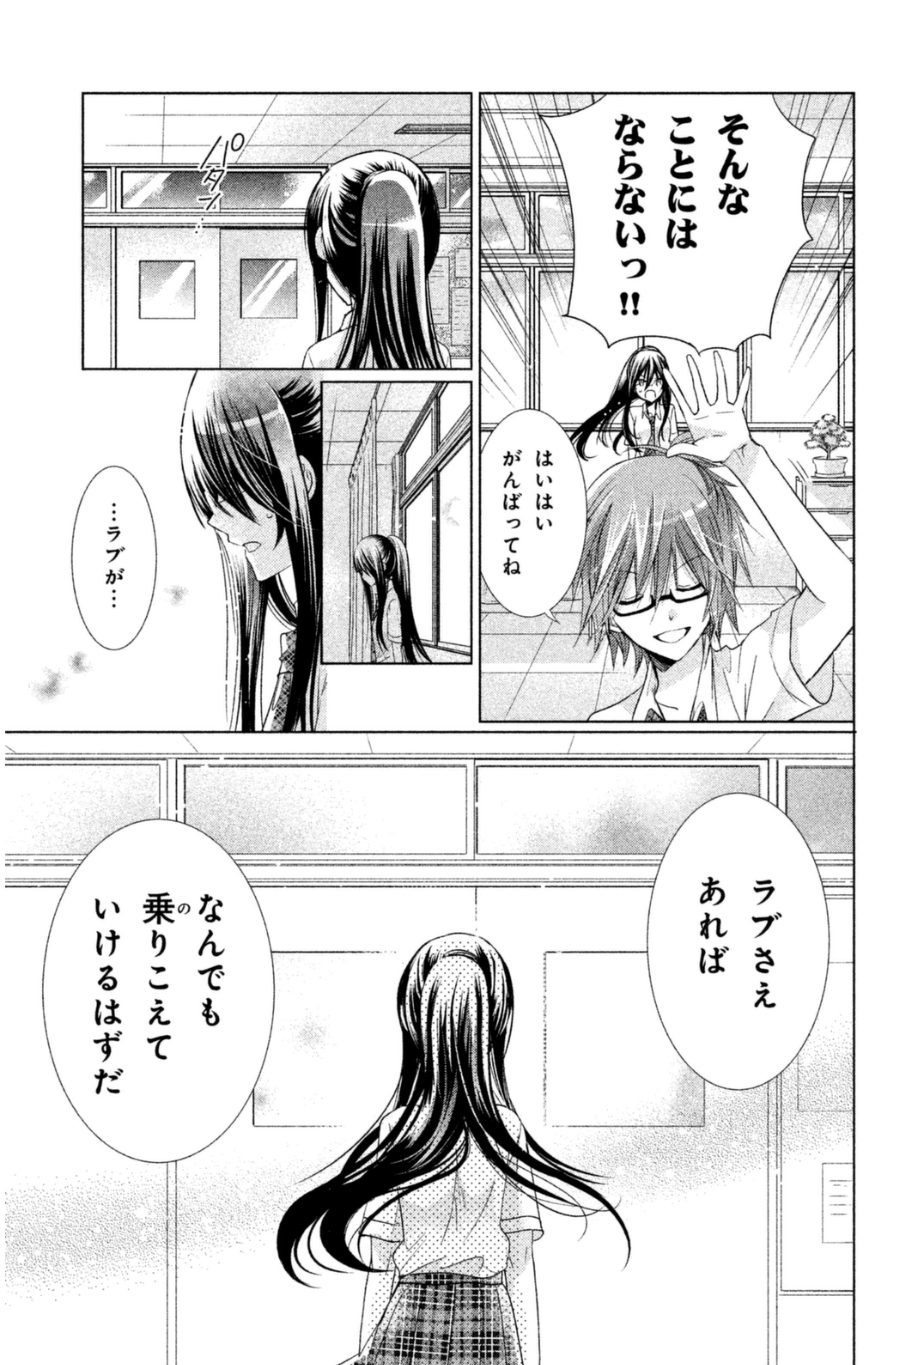 そんな
ことには
ならないっ!!
はいはい
がんばってね
パタン…
…ラブが…
ラブさえ
あれば
なんでも
乗りこえて
いけるはずだ